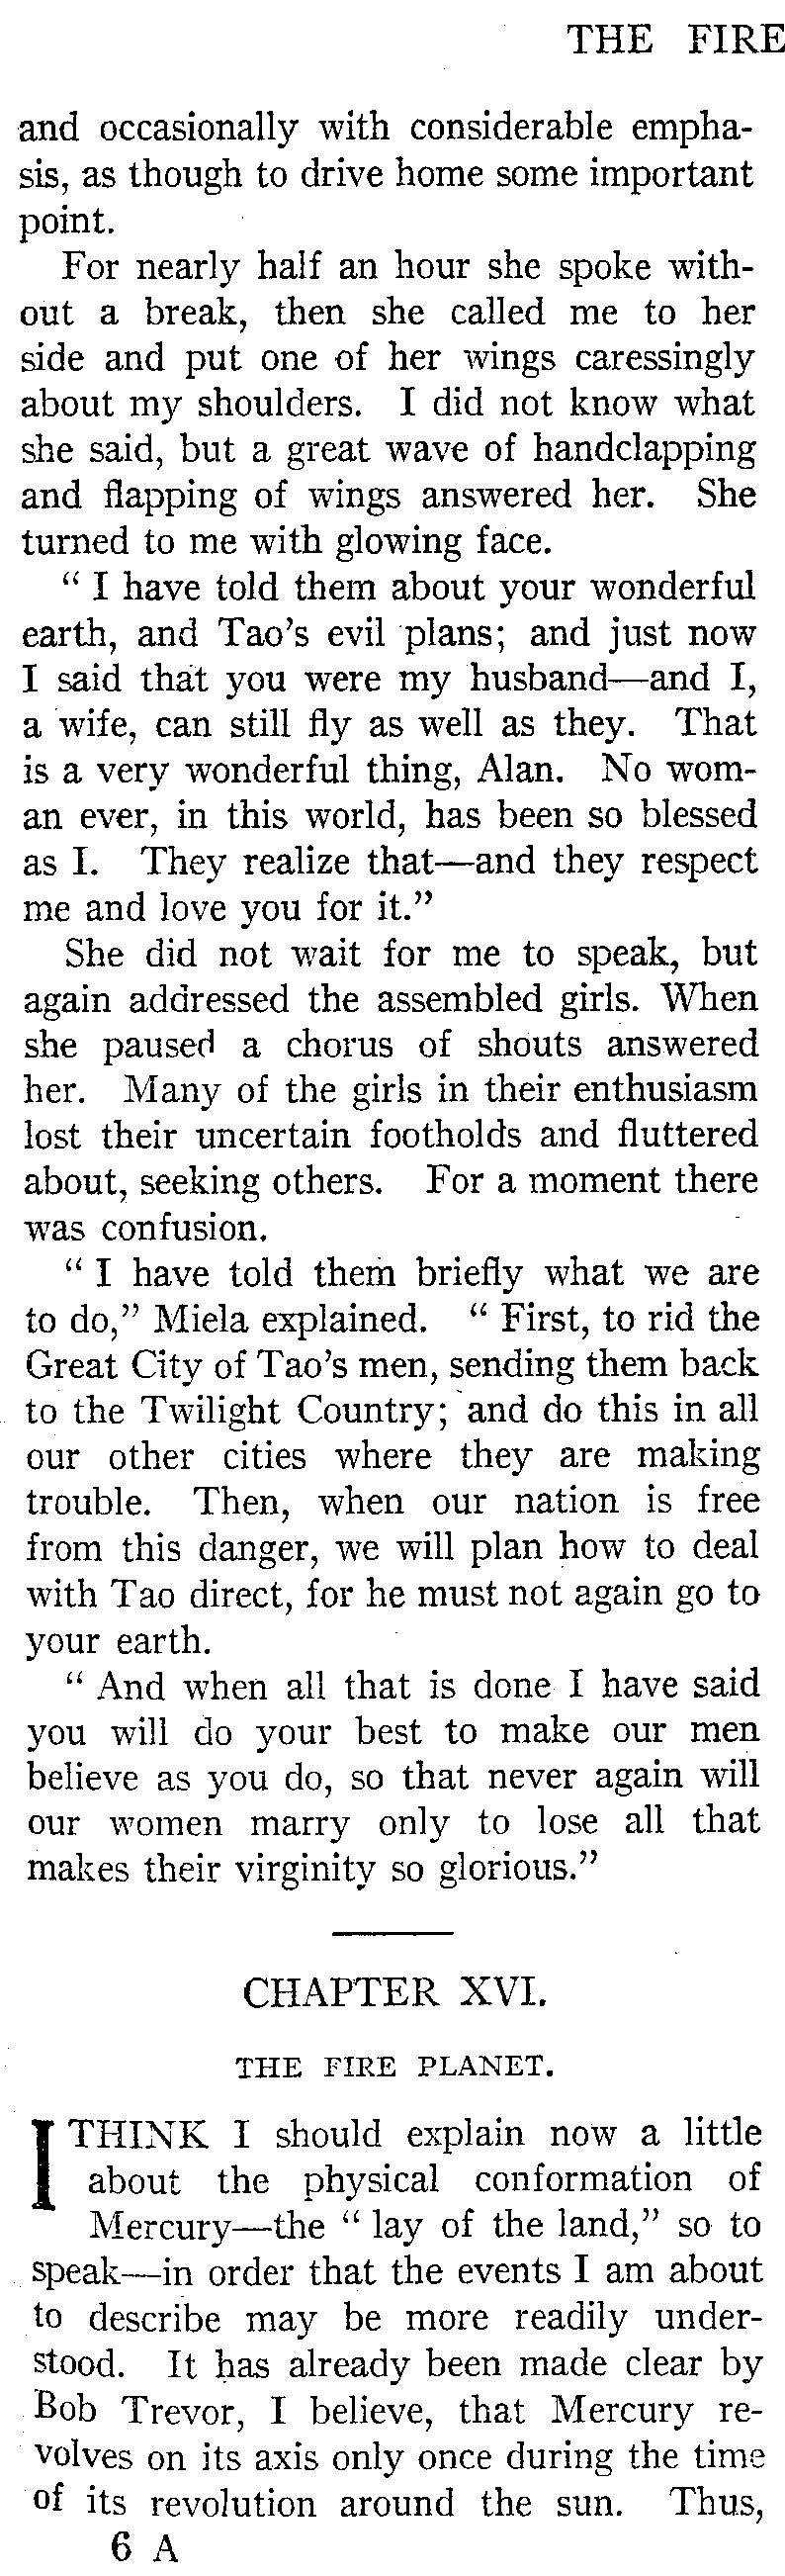 THE FIRE
and occasionally with considerable empha-
sis, as though to drive home some important
point.
For nearly half an hour she spoke with-
out a break, then she called me to her
side and put one of her wings caressingly
about my shoulders. I did not know what
she said, but a great wave of handclapping
and flapping of wings answered her. She
turned to me with glowing face.
“ I have told them about your wonderful
earth, and Tao’s evil plans; and just now
I said that you were my husband—and I,
a wife, can still fly as well as they. That
is a very wonderful thing, Alan. No wom-
an ever, in this world, has been so blessed
as I. They realize that—and they respect
me and love you for it.”
She did not wait for me to speak, but
again addressed the assembled girls. When
she paused a chorus of shouts answered
her. Many of the girls in their enthusiasm
lost their uncertain footholds and fluttered
about, seeking others. For a moment there
was confusion.
“ I have told them briefly what we are
to do,” Miela explained. “ First, to rid the
Great City of Tao’s men, sending them back
to the Twilight Country; and do this in all
our other cities where they are making
trouble. Then, when our nation is free
from this danger, we will plan how to deal
with Tao direct, for he must not again go to
your earth.
“ And when all that is done I have said
you will do your best to make our men
believe as you do, so that never again will
our women marry only to lose all that
makes their virginity so glorious.”
CHAPTER XVI.
THE FIRE PLANET.
I THINK I should explain now a little
about the physical conformation of
Mercury—the “ lay of the land,” so to
speak—in order that the events I am about
to describe may be more readily under-
stood. It has already been made clear by
Bob Trevor, I believe, that Mercury re-
volves on its axis only once during the time
of its revolution around the sun. Thus,
6 A